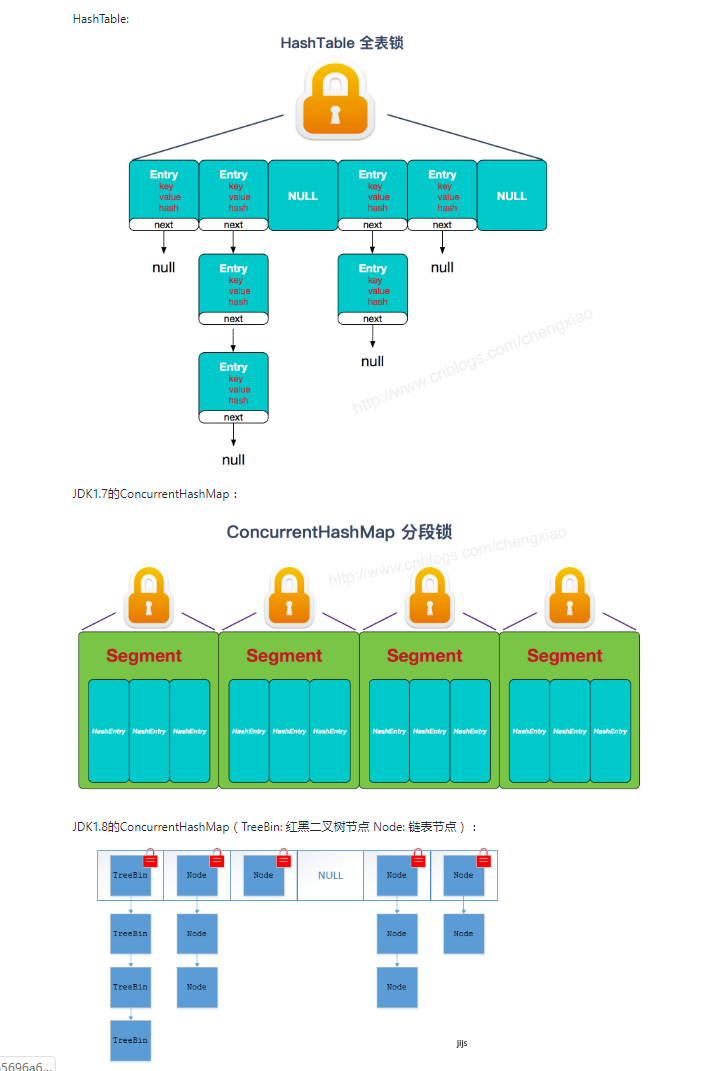 HashTable:
HashTable 全表锁
Entry Entry NULL Entry Entry NULL
key key key key
value value value value
hash hash hash hash
next next next next
null null
Entry Entry
key key
value value
hash hash
next next
null
Entry
key
value
hash
next
null
http://www.cnblogs.com/chengxiao
JDK1.7的ConcurrentHashMap：
ConcurrentHashMap 分段锁
http://www.cnblogs.com/chengxiao
Segment Segment Segment Segment
HashEntry HashEntry HashEntry HashEntry HashEntry HashEntry HashEntry HashEntry HashEntry HashEntry HashEntry HashEntry
JDK1.8的ConcurrentHashMap（TreeBin: 红黑二叉树节点 Node: 链表节点）：
TreeBin Node Node NULL Node Node
TreeBin Node Node Node
TreeBin Node Node
TreeBin
jijs
5696a6...